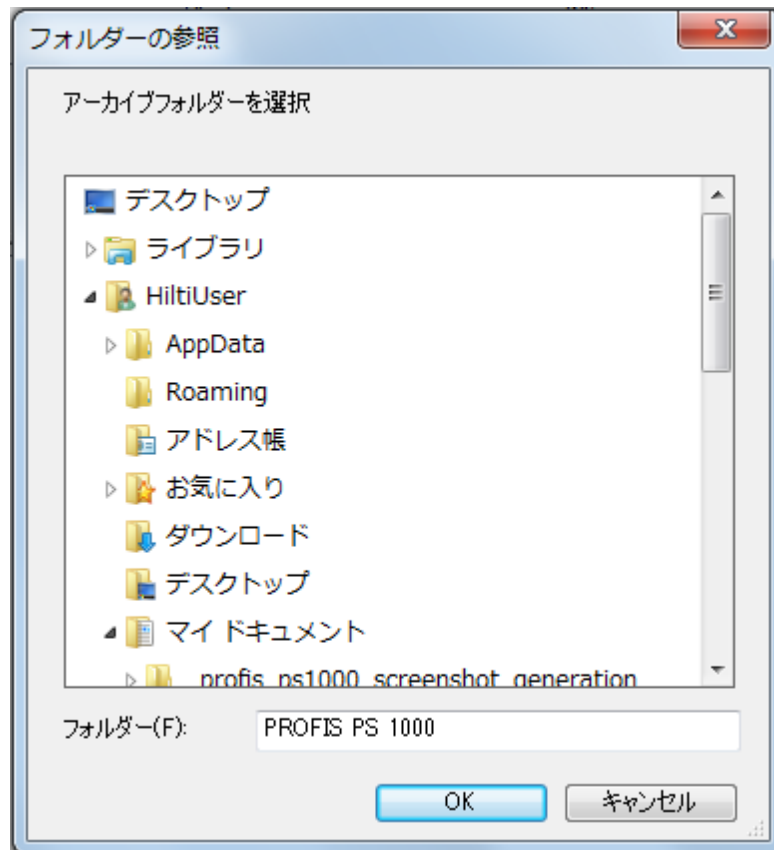 フォルダーの参照
アーカイブフォルダーを選択
デスクトップ
ライブラリ
HiltiUser
AppData
Roaming
アドレス帳
お気に入り
ダウンロード
デスクトップ
マイ ドキュメント
_profis_ps1000_screenshot_generation
フォルダー(F):
PROFIS PS 1000
OK
キャンセル